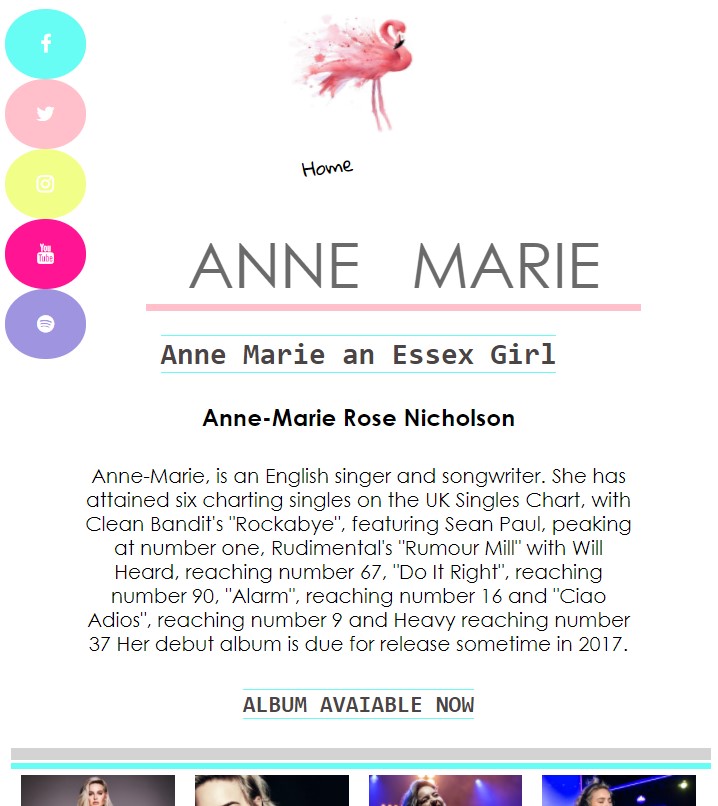 You
Tube
Home
ANNE MARIE
Anne Marie an Essex Girl
Anne-Marie Rose Nicholson
Anne-Marie, is an English singer and songwriter. She has
attained six charting singles on the UK Singles Chart, with
Clean Bandit's "Rockabye", featuring Sean Paul, peaking
at number one, Rudimental's "Rumour Mill" with Will
Heard, reaching number 67, "Do It Right", reaching
number 90, "Alarm", reaching number 16 and "Ciao
Adios", reaching number 9 and Heavy reaching number
37 Her debut album is due for release sometime in 2017.
ALBUM AVAIABLE NOW